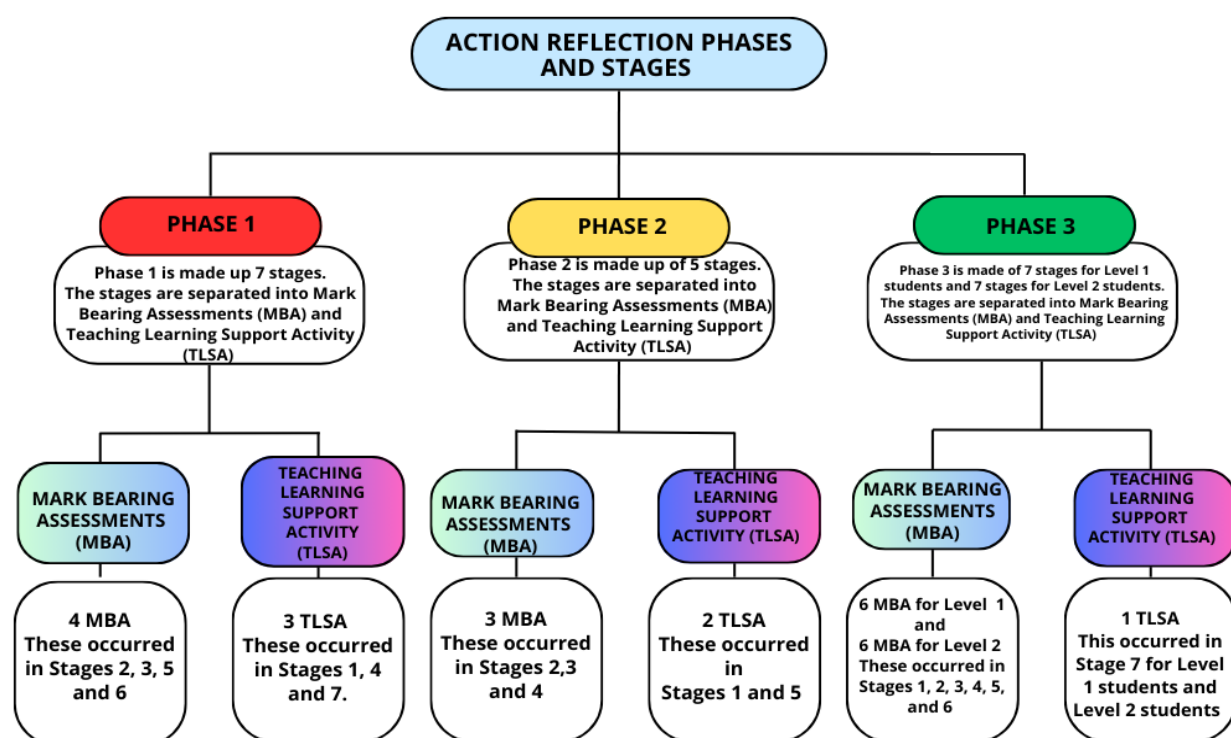 ACTION REFLECTION PHASES
AND STAGES
PHASE 1
Phase 1 is made up 7 stages.
The stages are separated into Mark
Bearing Assessments (MBA) and
Teaching Learning Support Activity
(TLSA)
PHASE 2
Phase 2 is made up of 5 stages.
The stages are separated into
Mark Bearing Assessments (MBA)
and Teaching Learning Support
Activity (TLSA)
PHASE 3
Phase 3 is made of 7 stages for Level 1
students and 7 stages for Level 2 students.
The stages are separated into Mark Bearing
Assessments (MBA) and Teaching Learning
Support Activity (TLSA)
MARK BEARING
ASSESSMENTS
(MBA)
TEACHING
LEARNING
SUPPORT
ACTIVITY
(TLSA)
MARK BEARING
ASSESSMENTS
(MBA)
TEACHING
LEARNING
SUPPORT
ACTIVITY (TLSA)
MARK BEARING
ASSESSMENTS
(MBA)
TEACHING
LEARNING
SUPPORT
ACTIVITY (TLSA)
4 MBA
These occurred
in Stages 2, 3, 5
and 6
3 TLSA
These occurred
in Stages 1, 4
and 7.
3 MBA
These occurred
in Stages 2,3
and 4
2 TLSA
These occurred
in
Stages 1 and 5
6 MBA for Level 1
and
6 MBA for Level 2
These occurred in
Stages 1, 2, 3, 4, 5,
and 6
1 TLSA
This occurred in
Stage 7 for Level
1 students and
Level 2 students